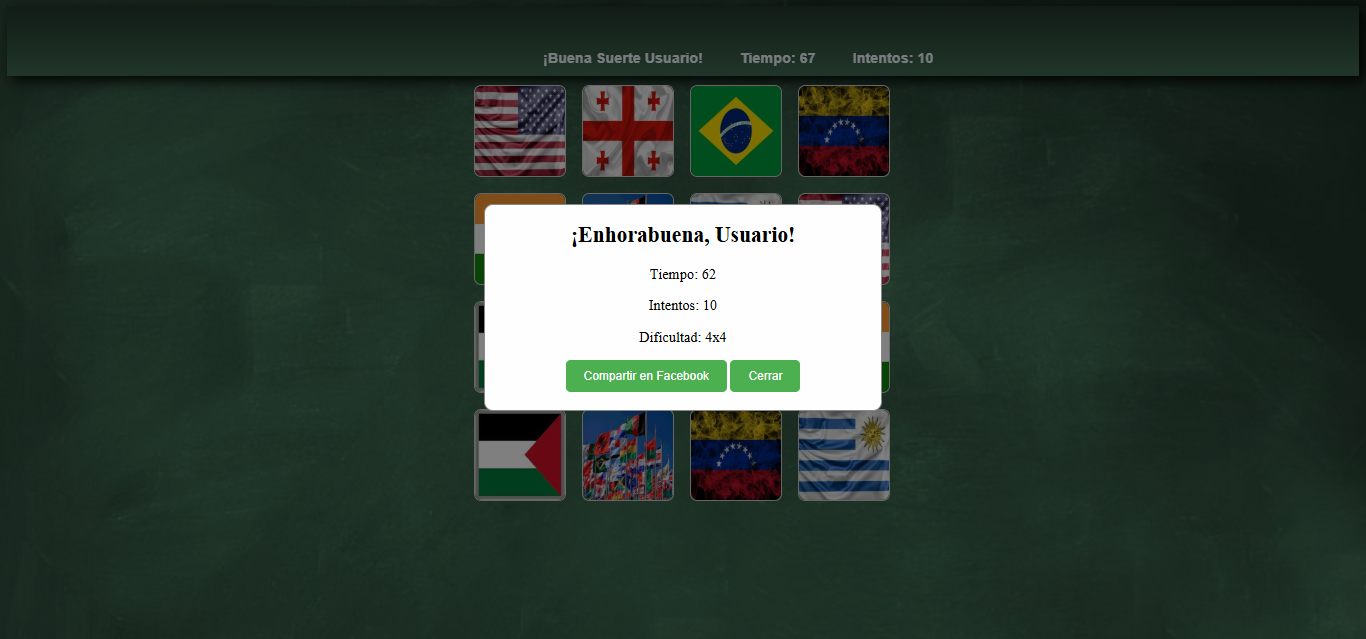 ¡Buena Suerte Usuario! Tiempo: 67 Intentos: 10
¡Enhorabuena, Usuario!
Tiempo: 62
Intentos: 10
Dificultad: 4x4
Compartir en Facebook Cerrar